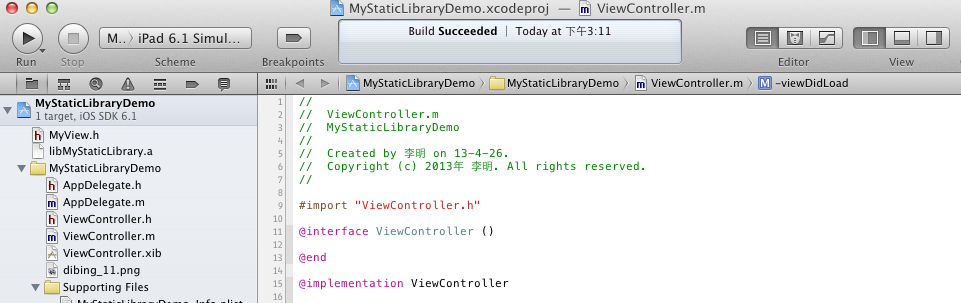 MyStaticLibraryDemo.xcodeproj — ViewController.m
Run Stop M.. iPad 6.1 Simul... Scheme Breakpoints
Build Succeeded | Today at 下午3:11
Editor View
MyStaticLibraryDemo MyStaticLibraryDemo ViewController.m M -viewDidLoad
MyStaticLibraryDemo
1 target, iOS SDK 6.1
h MyView.h
libMyStaticLibrary.a
MyStaticLibraryDemo
h AppDelegate.h
m AppDelegate.m
h ViewController.h
m ViewController.m
ViewController.xib
dibing_11.png
Supporting Files
1 //
2 // ViewController.m
3 // MyStaticLibraryDemo
4 //
5 // Created by 李明 on 13-4-26.
6 // Copyright (c) 2013年 李明. All rights reserved.
7 //
8
9 #import "ViewController.h"
10
11 @interface ViewController ()
12
13 @end
14
15 @implementation ViewController
16